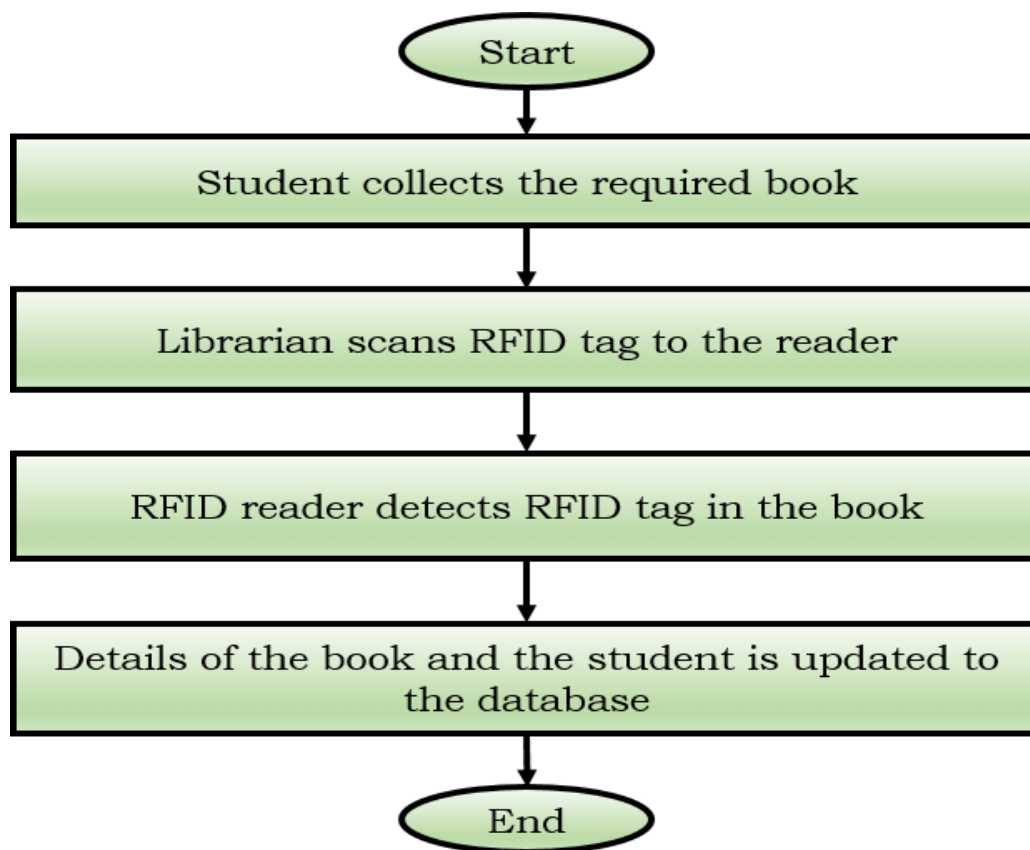 Start
Student collects the required book
Librarian scans RFID tag to the reader
RFID reader detects RFID tag in the book
Details of the book and the student is updated to
the database
End